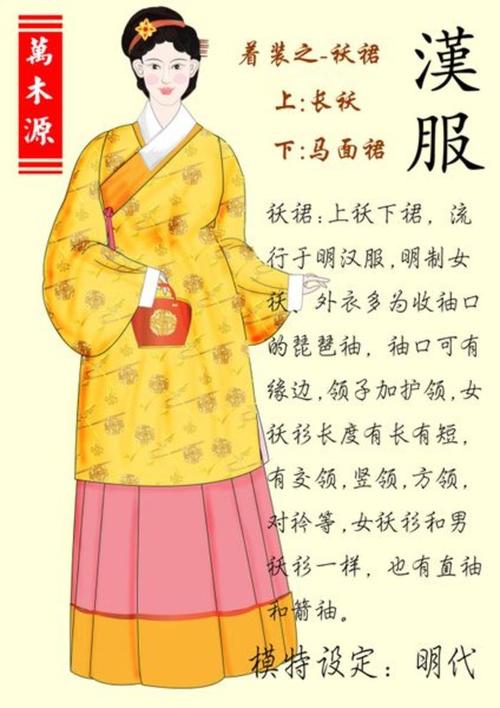 萬木源
漢服
着装之-袄裙
上:长袄
下:马面裙
袄裙:上袄下裙，流
行于明汉服,明制女
袄、外衣多为收袖口
的琵琶袖，袖口可有
缘边,领子加护领,女
袄衫长度有长有短，
有交领,竖领,方领，
对衿等,女袄衫和男
袄衫一样，也有直袖
和箭袖。
模特设定：明代